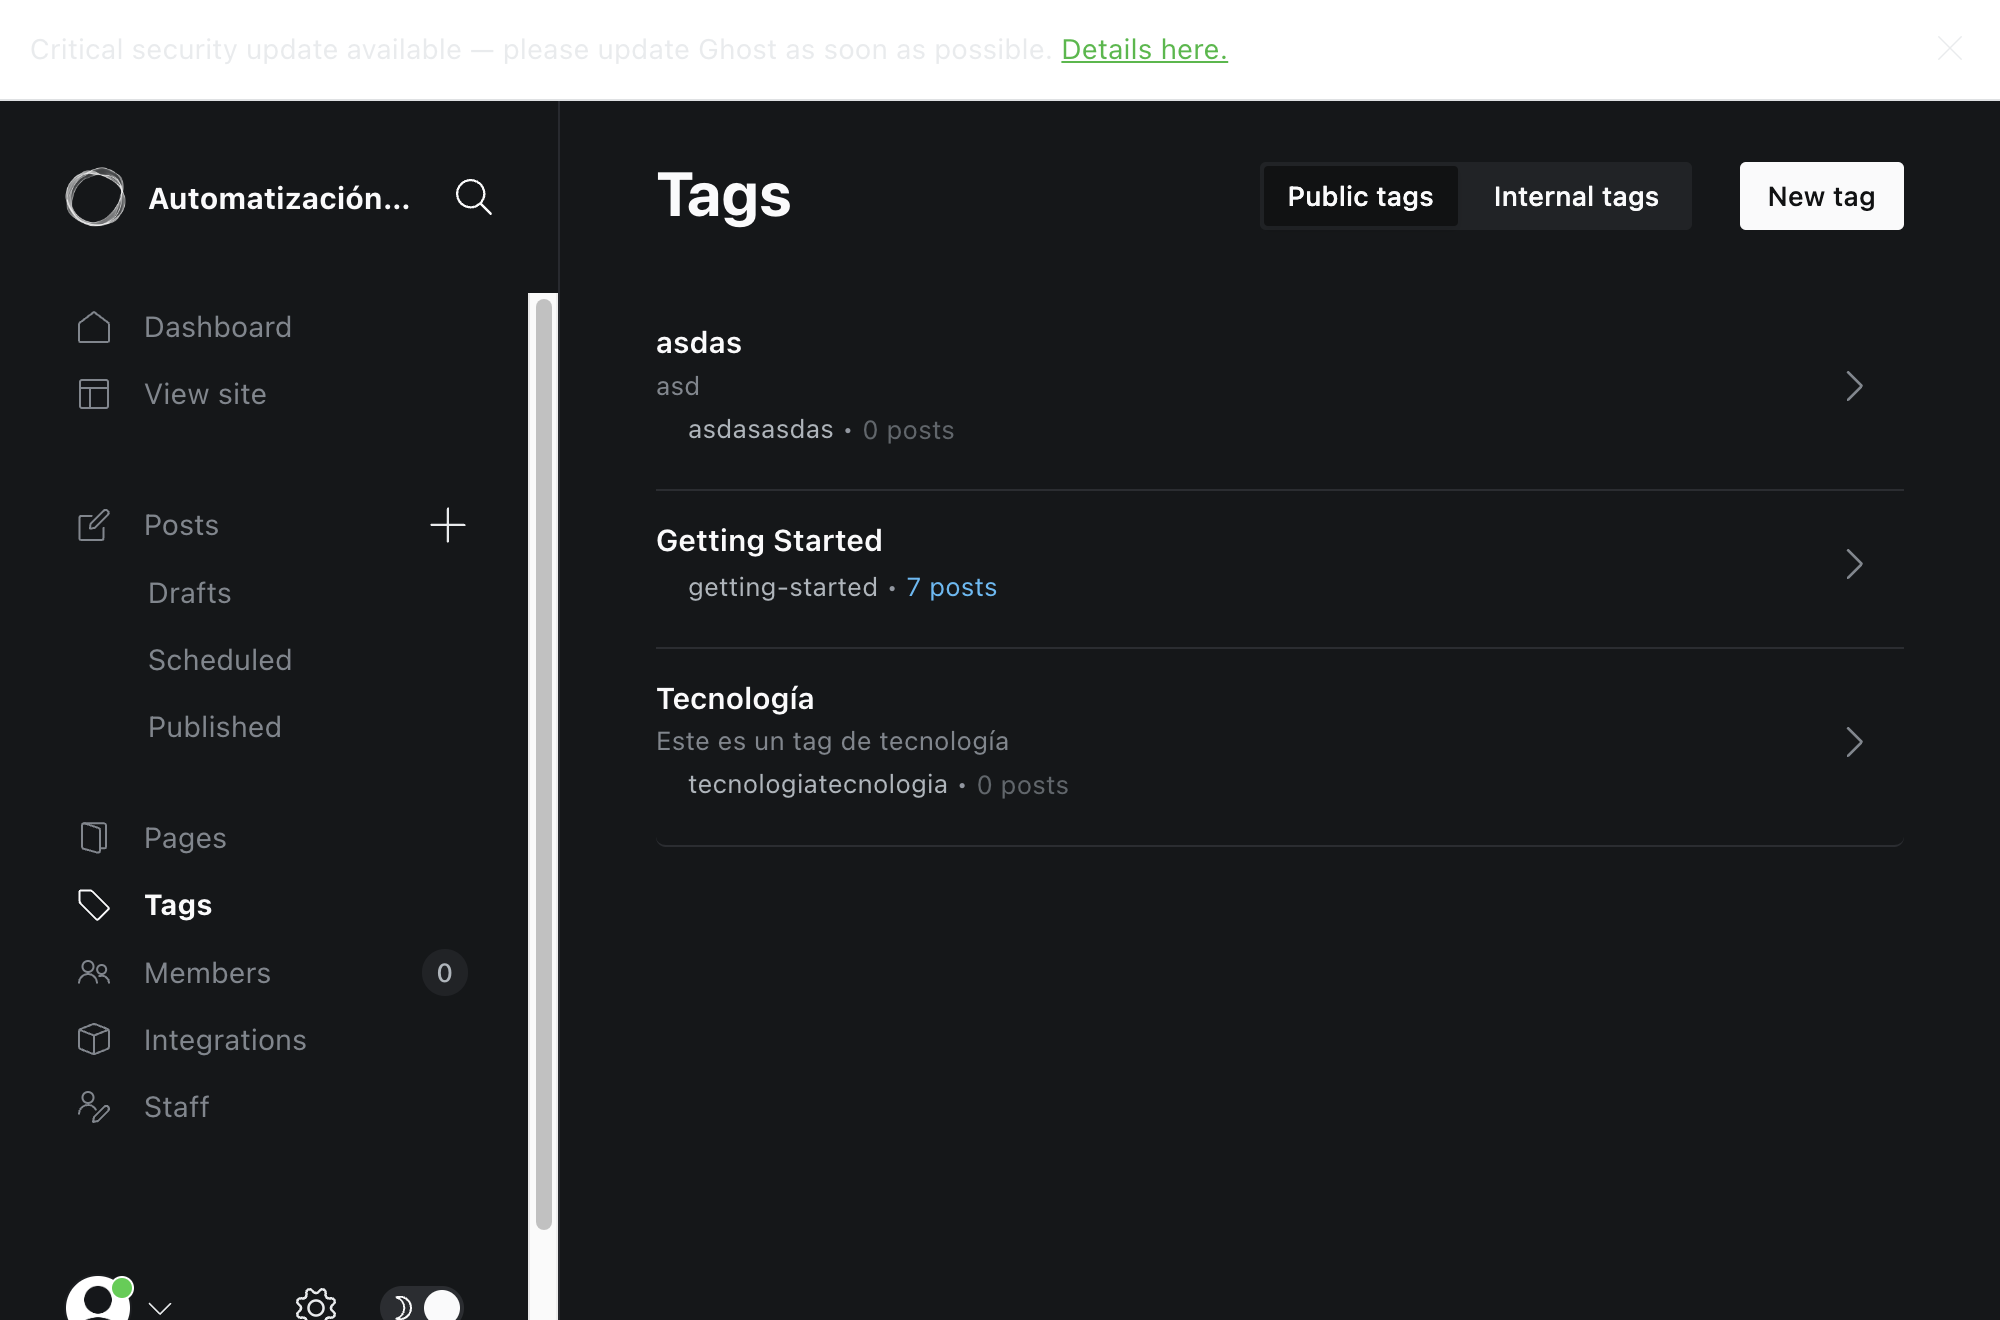 Critical security update available — please update Ghost as soon as possible. Details here.
Automatización...
Dashboard
View site
Posts
Drafts
Scheduled
Published
Pages
Tags
Members 0
Integrations
Staff
Tags
Public tags
Internal tags
New tag
asdas
asd
asdasasdas • 0 posts
Getting Started
getting-started • 7 posts
Tecnología
Este es un tag de tecnología
tecnologiatecnologia • 0 posts